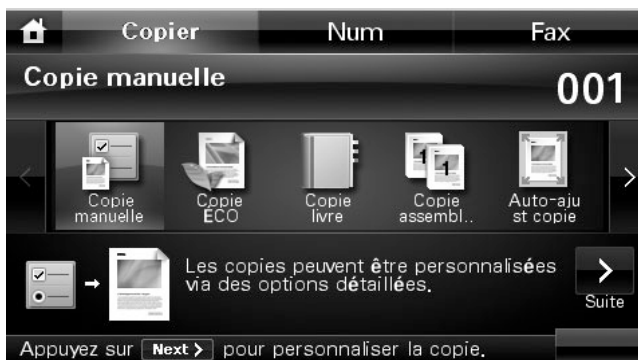 Copier Num Fax
Copie manuelle 001
Copie manuelle
Copie ÉCO
Copie livre
Copie assembl..
Auto-aju st copie
Les copies peuvent être personnalisées
via des options détaillées.
Suite
Appuyez sur Next > pour personnaliser la copie.